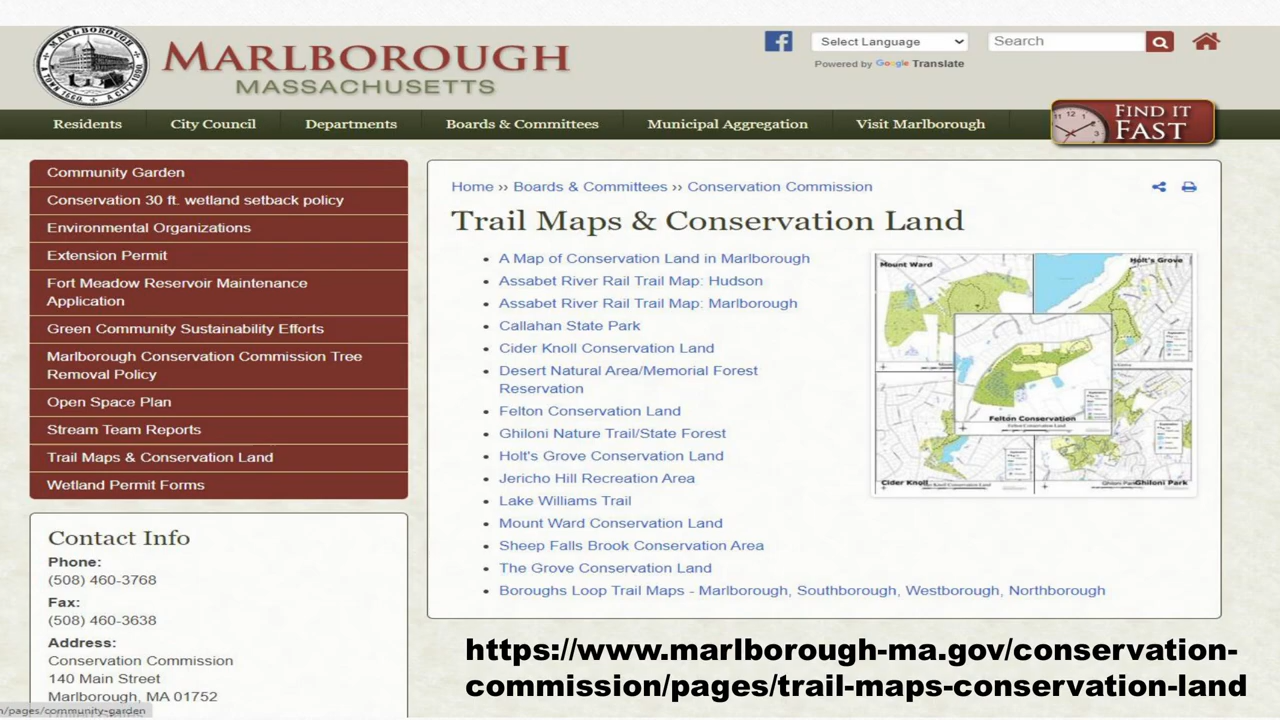 MARLBOROUGH
MASSACHUSETTS
Select Language
Search
Powered by Google Translate
Residents
City Council
Departments
Boards & Committees
Municipal Aggregation
Visit Marlborough
FIND IT
FAST
Community Garden
Conservation 30 ft. wetland setback policy
Environmental Organizations
Extension Permit
Fort Meadow Reservoir Maintenance
Application
Green Community Sustainability Efforts
Marlborough Conservation Commission Tree
Removal Policy
Open Space Plan
Stream Team Reports
Trail Maps & Conservation Land
Wetland Permit Forms
Contact Info
Phone:
(508) 460-3768
Fax:
(508) 460-3638
Address:
Conservation Commission
140 Main Street
Marlborough, MA 01752
n/pages/community-garden
Home ›› Boards & Committees ›› Conservation Commission
Trail Maps & Conservation Land
A Map of Conservation Land in Marlborough
Assabet River Rail Trail Map: Hudson
Assabet River Rail Trail Map: Marlborough
Callahan State Park
Cider Knoll Conservation Land
Desert Natural Area/Memorial Forest
Reservation
Felton Conservation Land
Ghiloni Nature Trail/State Forest
Holt's Grove Conservation Land
Jericho Hill Recreation Area
Lake Williams Trail
Mount Ward Conservation Land
Sheep Falls Brook Conservation Area
The Grove Conservation Land
Boroughs Loop Trail Maps - Marlborough, Southborough, Westborough, Northborough
Mount Ward
Holt's Grove
Felton Conservation
Felton Conservation Land
Cider Knoll
Ghiloni Park
https://www.marlborough-ma.gov/conservation-
commission/pages/trail-maps-conservation-land